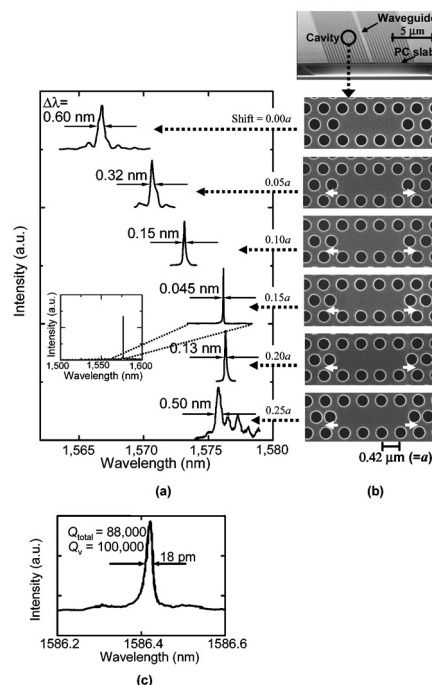 Waveguide
Cavity
5 μm
PC slab
Δλ=
0.60 nm
Shift = 0.00a
0.32 nm
0.05a
0.15 nm
0.10a
0.045 nm
0.15a
0.13 nm
0.20a
0.50 nm
0.25a
Intensity (a.u.)
Intensity (a.u.)
1,500 1,550 1,600
Wavelength (nm)
1,565 1,570 1,575 1,580
Wavelength (nm)
0.42 μm (=a)
(a) (b)
Qtotal = 88,000
Qv = 100,000
18 pm
Intensity (a.u.)
1586.2 1586.4 1586.6
Wavelength (nm)
(c)